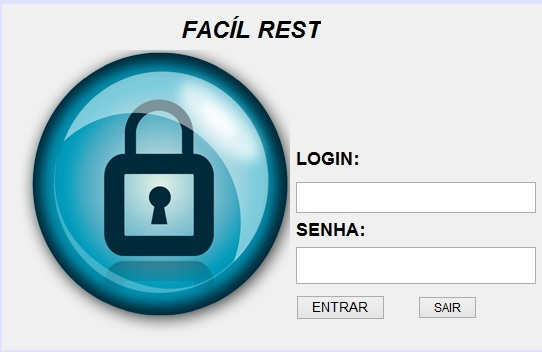 FACÍL REST
LOGIN:
SENHA:
ENTRAR
SAIR